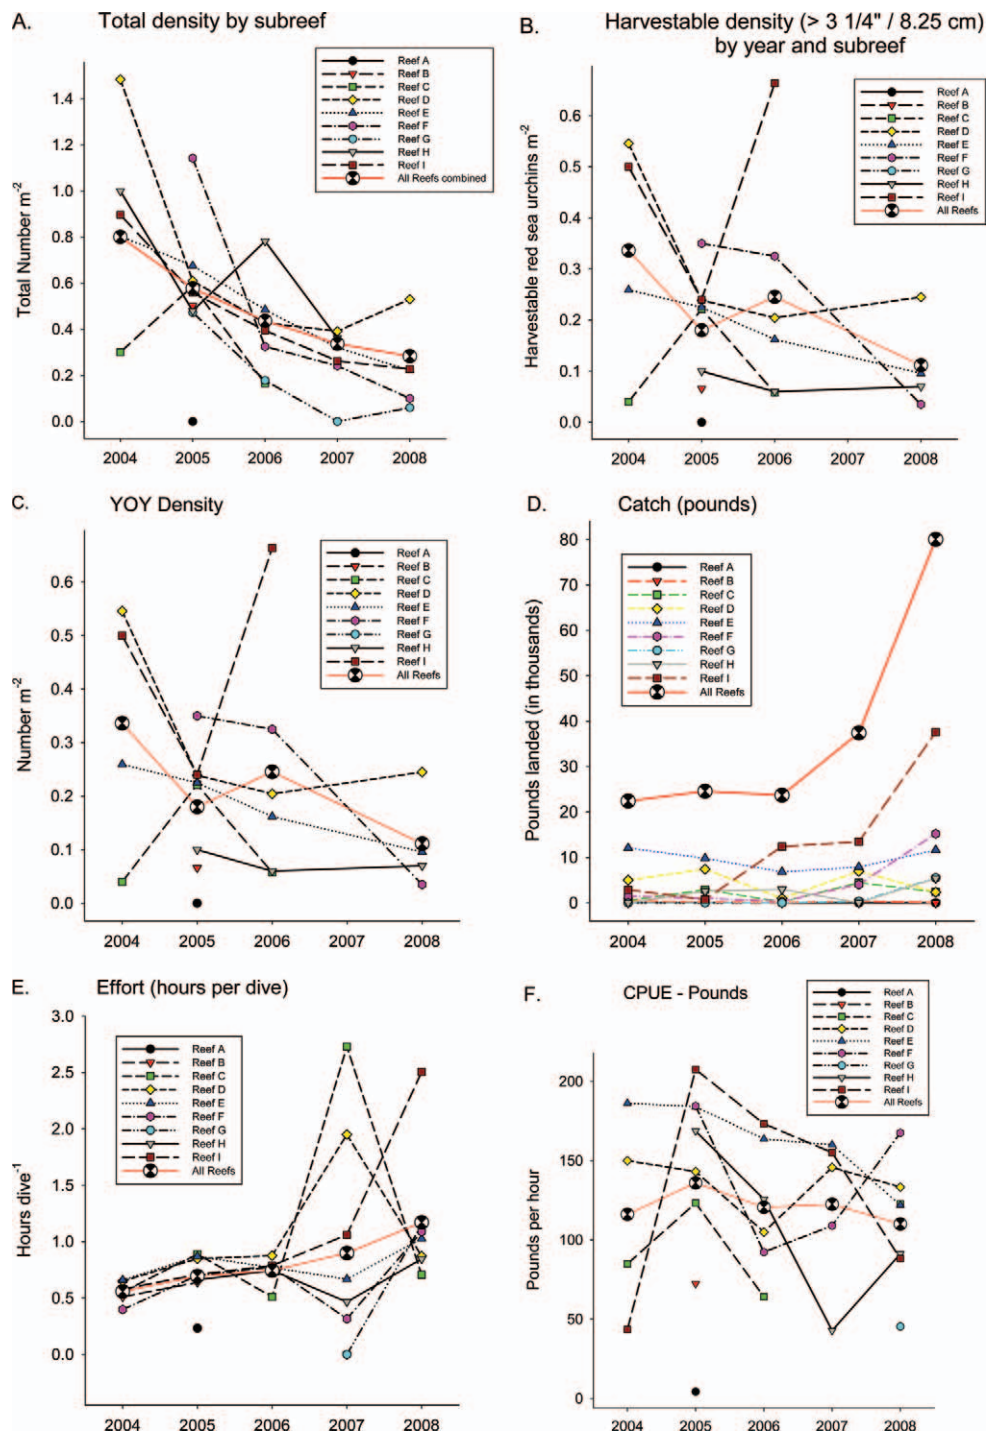 A. Total density by subreef
Total Number m-2
1.4
1.2
1.0
0.8
0.6
0.4
0.2
0.0
2004 2005 2006 2007 2008
Reef A
Reef B
Reef C
Reef D
Reef E
Reef F
Reef G
Reef H
Reef I
All Reefs combined
B. Harvestable density (> 3 1/4" / 8.25 cm)
by year and subreef
Harvestable red sea urchins m-2
0.6
0.5
0.4
0.3
0.2
0.1
0.0
2004 2005 2006 2007 2008
Reef A
Reef B
Reef C
Reef D
Reef E
Reef F
Reef G
Reef H
Reef I
All Reefs
C. YOY Density
Number m-2
0.6
0.5
0.4
0.3
0.2
0.1
0.0
2004 2005 2006 2007 2008
Reef A
Reef B
Reef C
Reef D
Reef E
Reef F
Reef G
Reef H
Reef I
All Reefs
D. Catch (pounds)
Pounds landed (in thousands)
80
70
60
50
40
30
20
10
0
2004 2005 2006 2007 2008
Reef A
Reef B
Reef C
Reef D
Reef E
Reef F
Reef G
Reef H
Reef I
All Reefs
E. Effort (hours per dive)
Hours dive-1
3.0
2.5
2.0
1.5
1.0
0.5
0.0
2004 2005 2006 2007 2008
Reef A
Reef B
Reef C
Reef D
Reef E
Reef F
Reef G
Reef H
Reef I
All Reefs
F. CPUE - Pounds
Pounds per hour
200
150
100
50
0
2004 2005 2006 2007 2008
Reef A
Reef B
Reef C
Reef D
Reef E
Reef F
Reef G
Reef H
Reef I
All Reefs